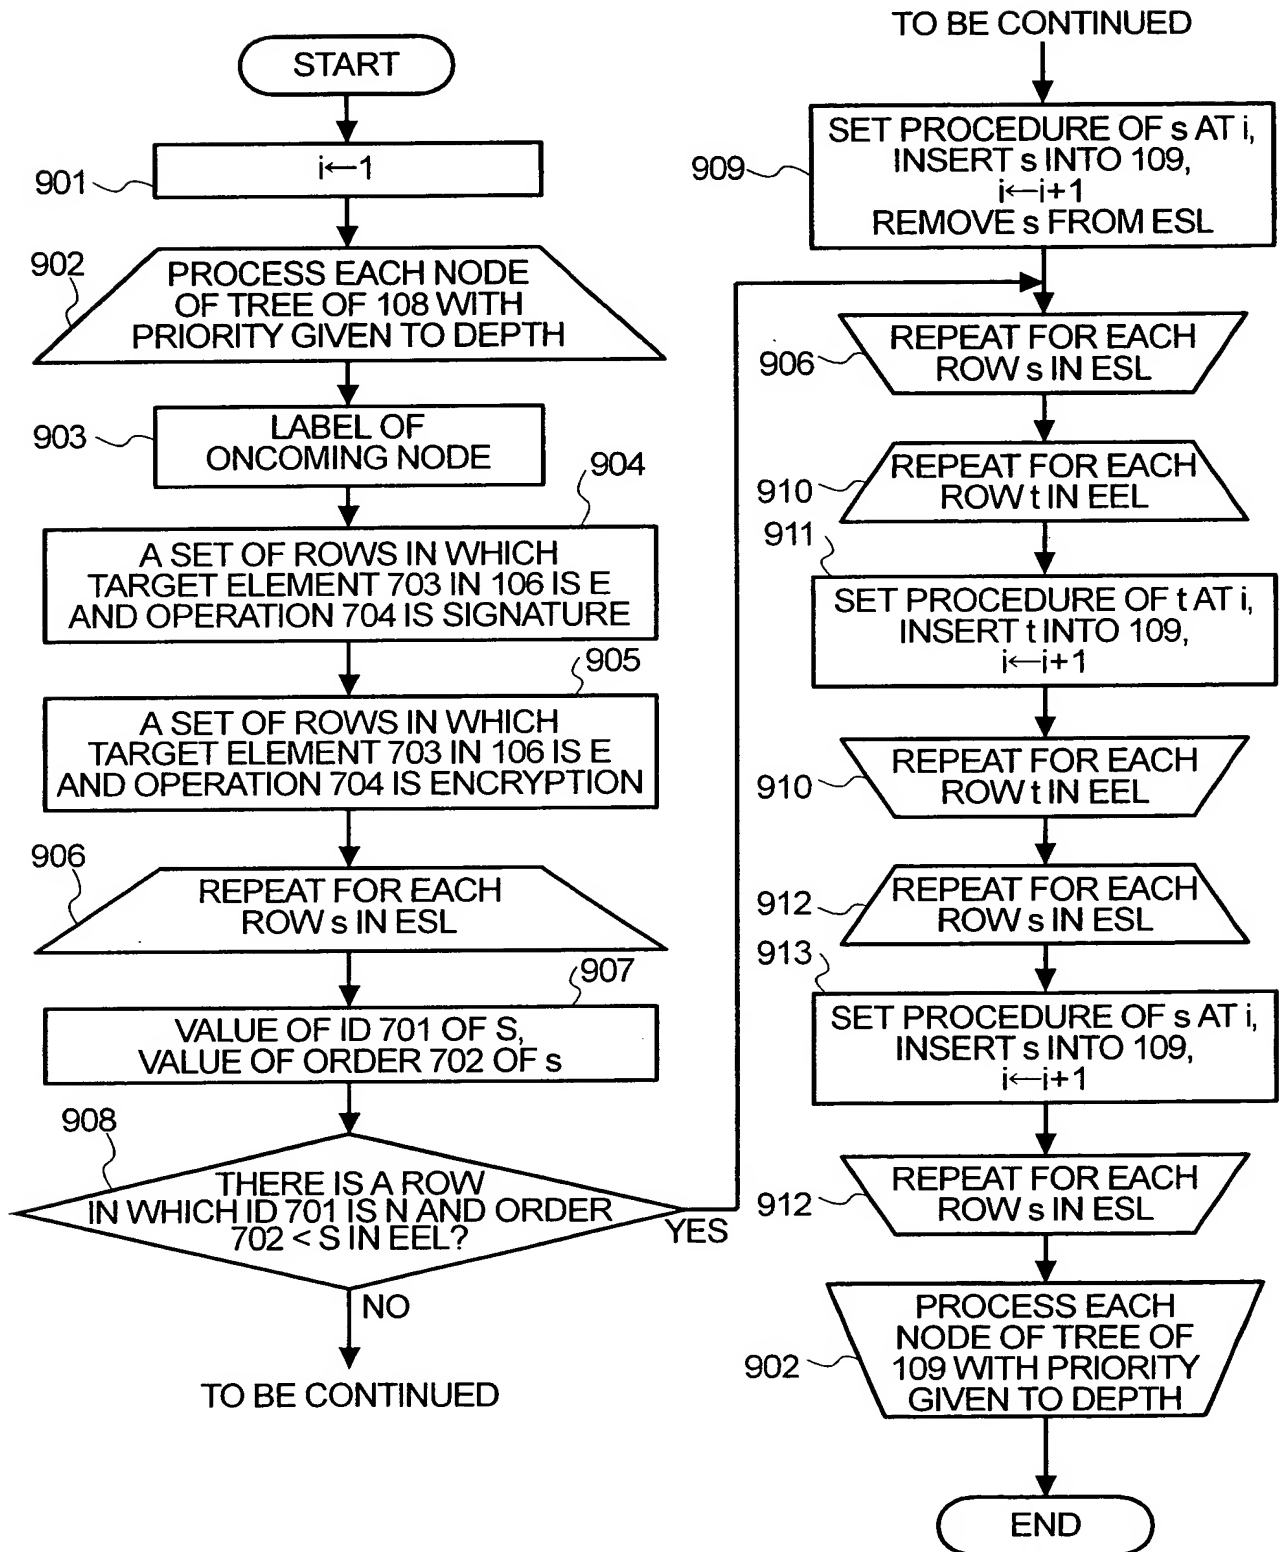 START
901
i←1
902
PROCESS EACH NODE
OF TREE OF 108 WITH
PRIORITY GIVEN TO DEPTH
903
LABEL OF
ONCOMING NODE
904
A SET OF ROWS IN WHICH
TARGET ELEMENT 703 IN 106 IS E
AND OPERATION 704 IS SIGNATURE
905
A SET OF ROWS IN WHICH
TARGET ELEMENT 703 IN 106 IS E
AND OPERATION 704 IS ENCRYPTION
906
REPEAT FOR EACH
ROW s IN ESL
907
VALUE OF ID 701 OF S,
VALUE OF ORDER 702 OF s
908
THERE IS A ROW
IN WHICH ID 701 IS N AND ORDER
702 < S IN EEL?
YES
NO
TO BE CONTINUED
TO BE CONTINUED
909
SET PROCEDURE OF s AT i,
INSERT s INTO 109,
i←i+1
REMOVE s FROM ESL
906
REPEAT FOR EACH
ROW s IN ESL
910
REPEAT FOR EACH
ROW t IN EEL
911
SET PROCEDURE OF t AT i,
INSERT t INTO 109,
i←i+1
910
REPEAT FOR EACH
ROW t IN EEL
912
REPEAT FOR EACH
ROW s IN ESL
913
SET PROCEDURE OF s AT i,
INSERT s INTO 109,
i←i+1
912
REPEAT FOR EACH
ROW s IN ESL
902
PROCESS EACH
NODE OF TREE OF
109 WITH PRIORITY
GIVEN TO DEPTH
END